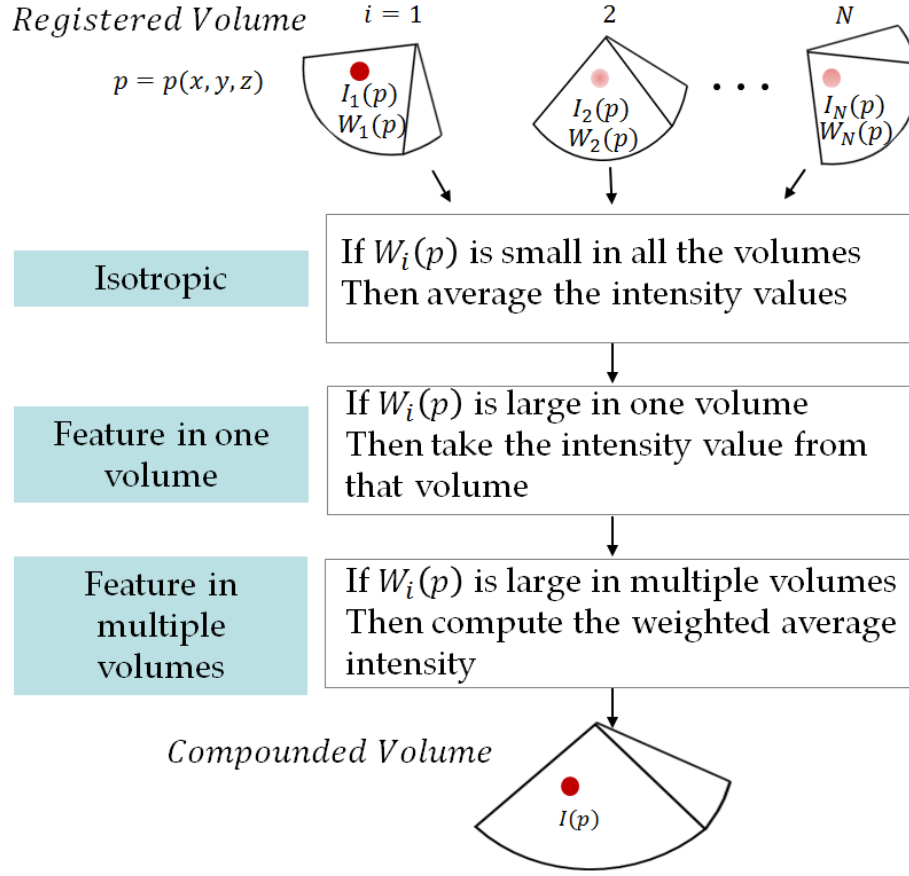 Registered Volume
i = 1
2
N
p = p(x, y, z)
I₁(p)
W₁(p)
I₂(p)
W₂(p)
. . .
I_N(p)
W_N(p)
Isotropic
If Wᵢ(p) is small in all the volumes
Then average the intensity values
Feature in one
volume
If Wᵢ(p) is large in one volume
Then take the intensity value from
that volume
Feature in
multiple
volumes
If Wᵢ(p) is large in multiple volumes
Then compute the weighted average
intensity
Compounded Volume
I(p)